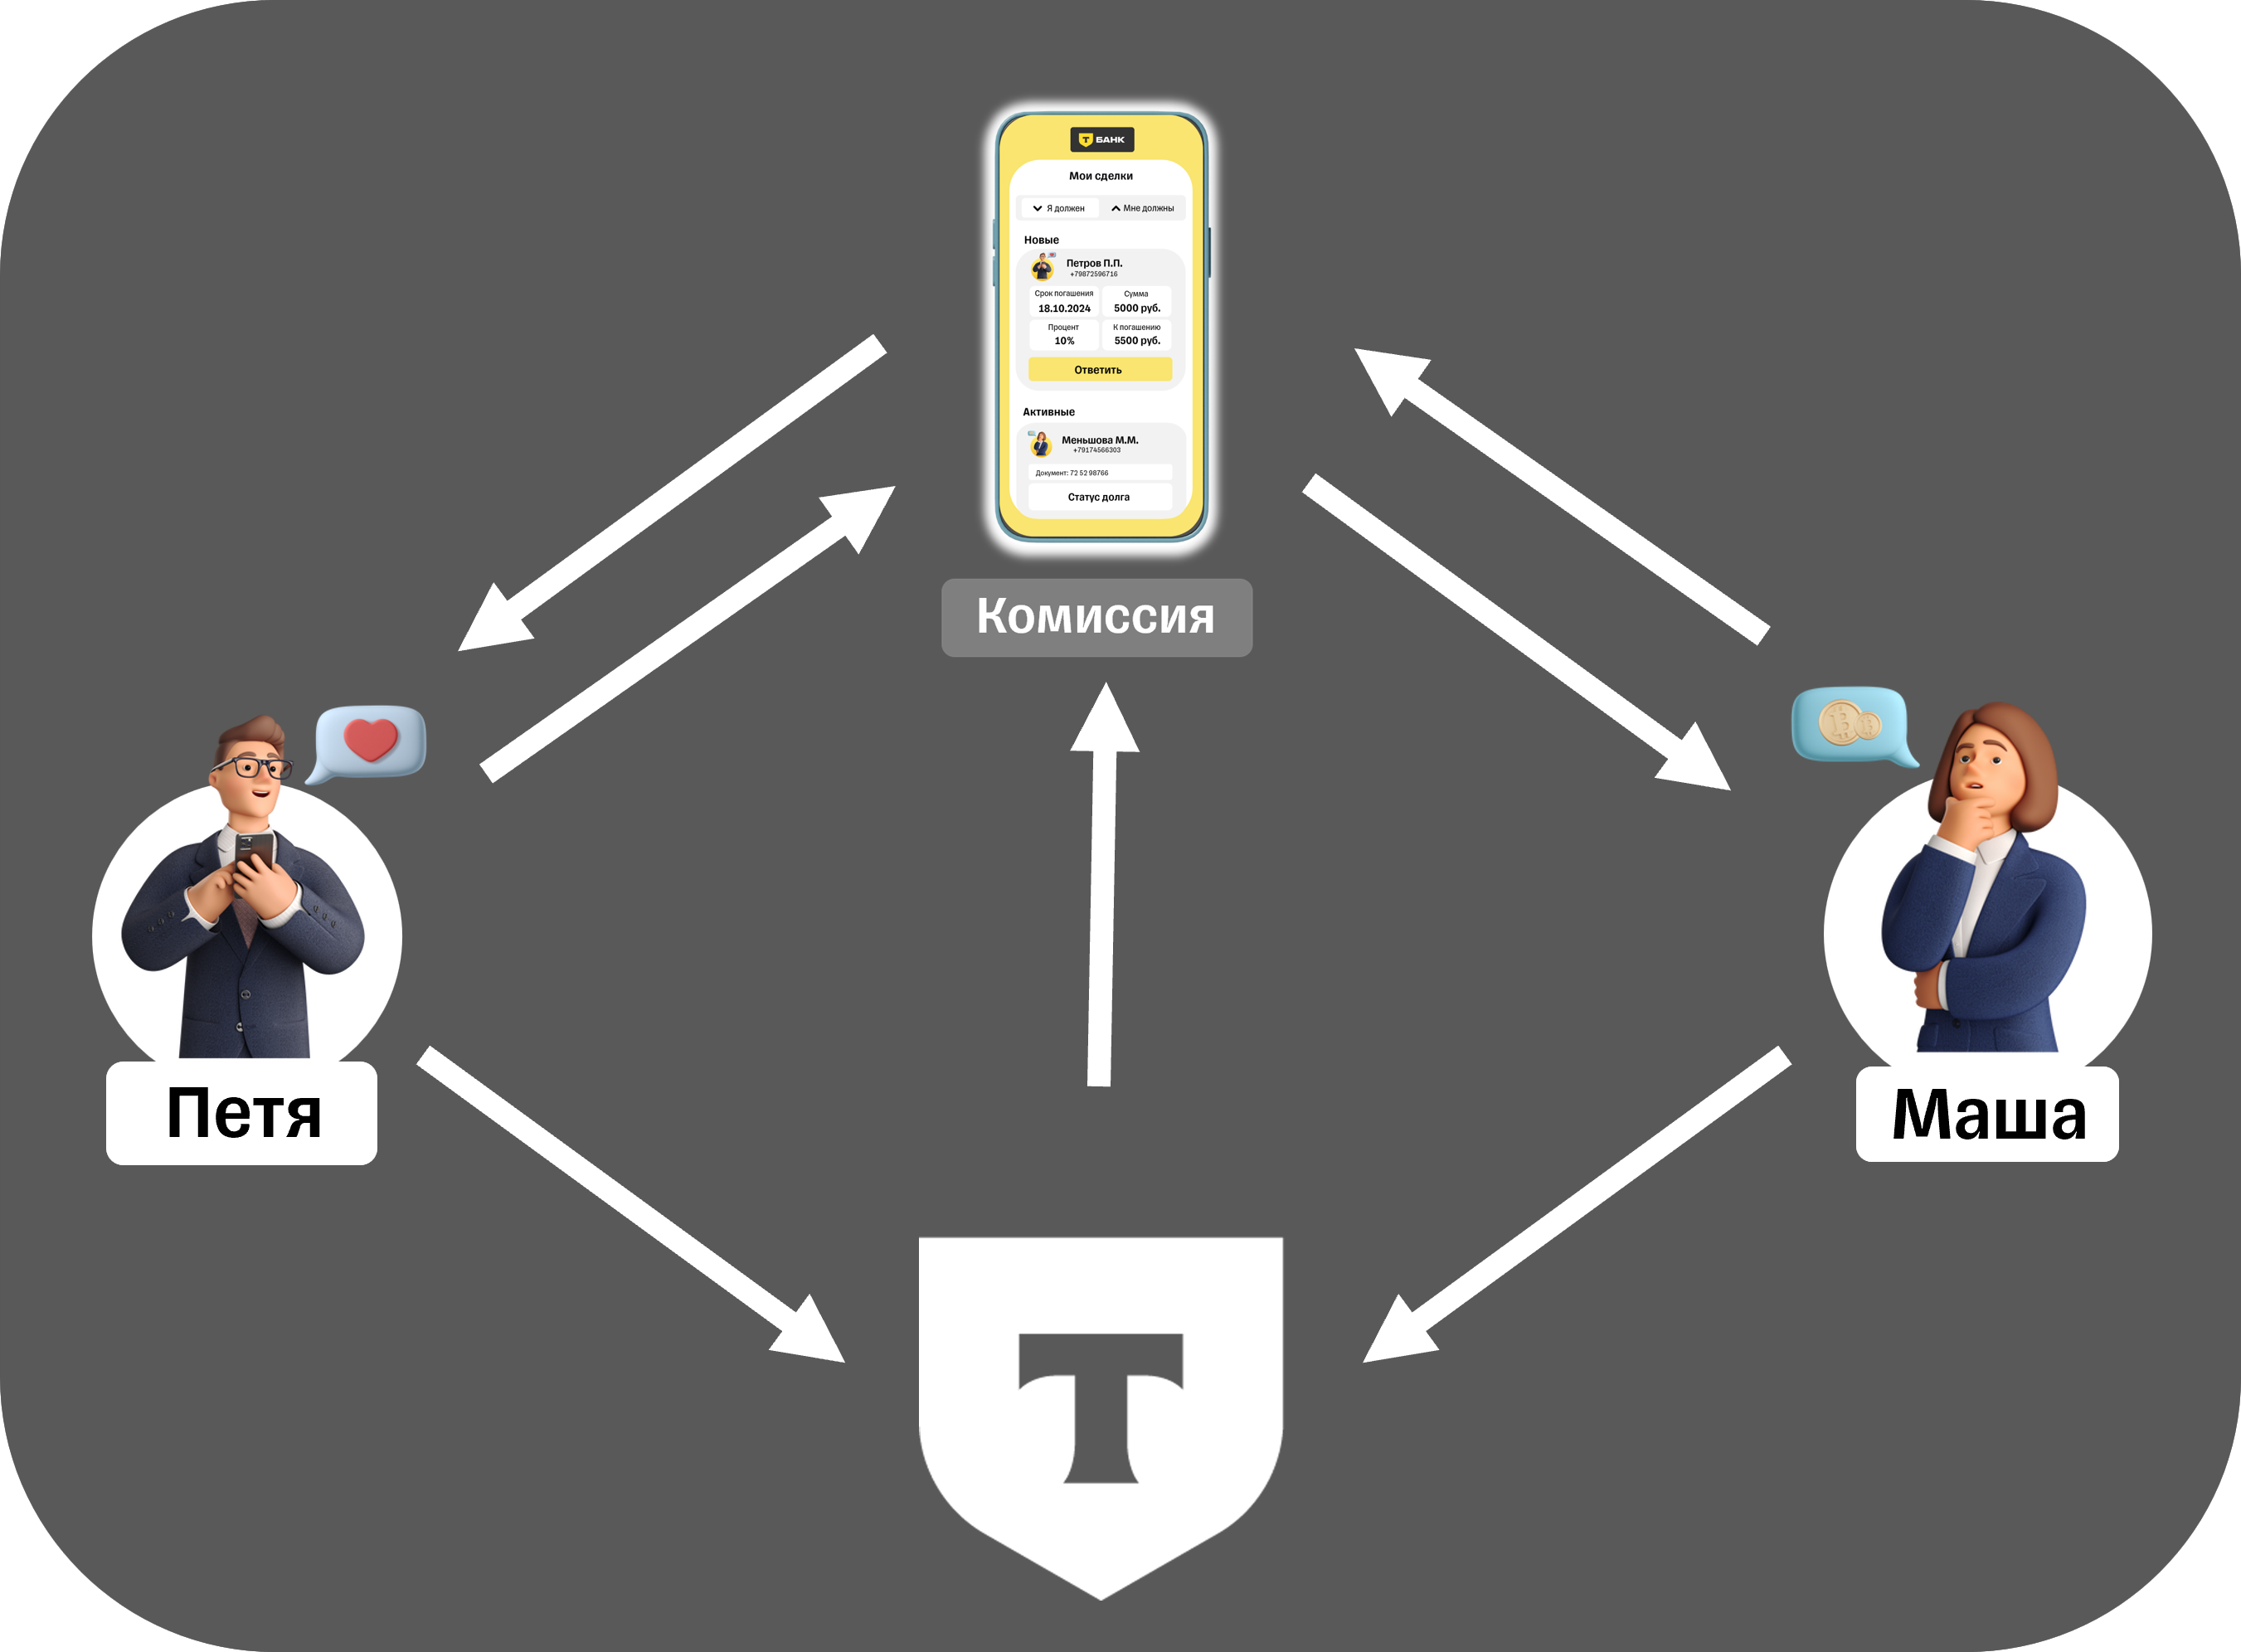 Т БАНК
Мои сделки
Я должен Мне должны
Новые
Петров П.П.
+79872596716
Срок погашения Сумма
18.10.2024 5000 руб.
Процент К погашению
10% 5500 руб.
Ответить
Активные
Меньшова М.М.
+79174566303
Документ: 72 52 98766
Статус долга
Комиссия
Петя Маша
Т